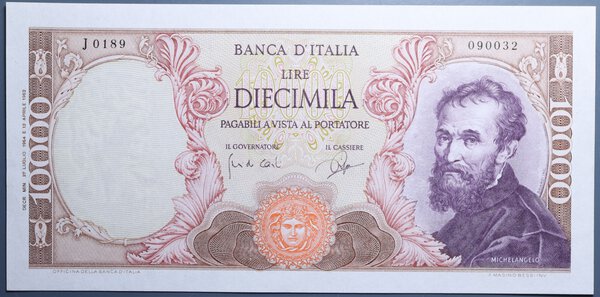 J 0189
BANCA D'ITALIA
090032
LIRE
DIECIMILA
PAGABILI A VISTA AL PORTATORE
IL GOVERNATORE
IL CASSIERE
10000
10000
MICHELANGELO
OFFICINA DELLA BANCA D'ITALIA